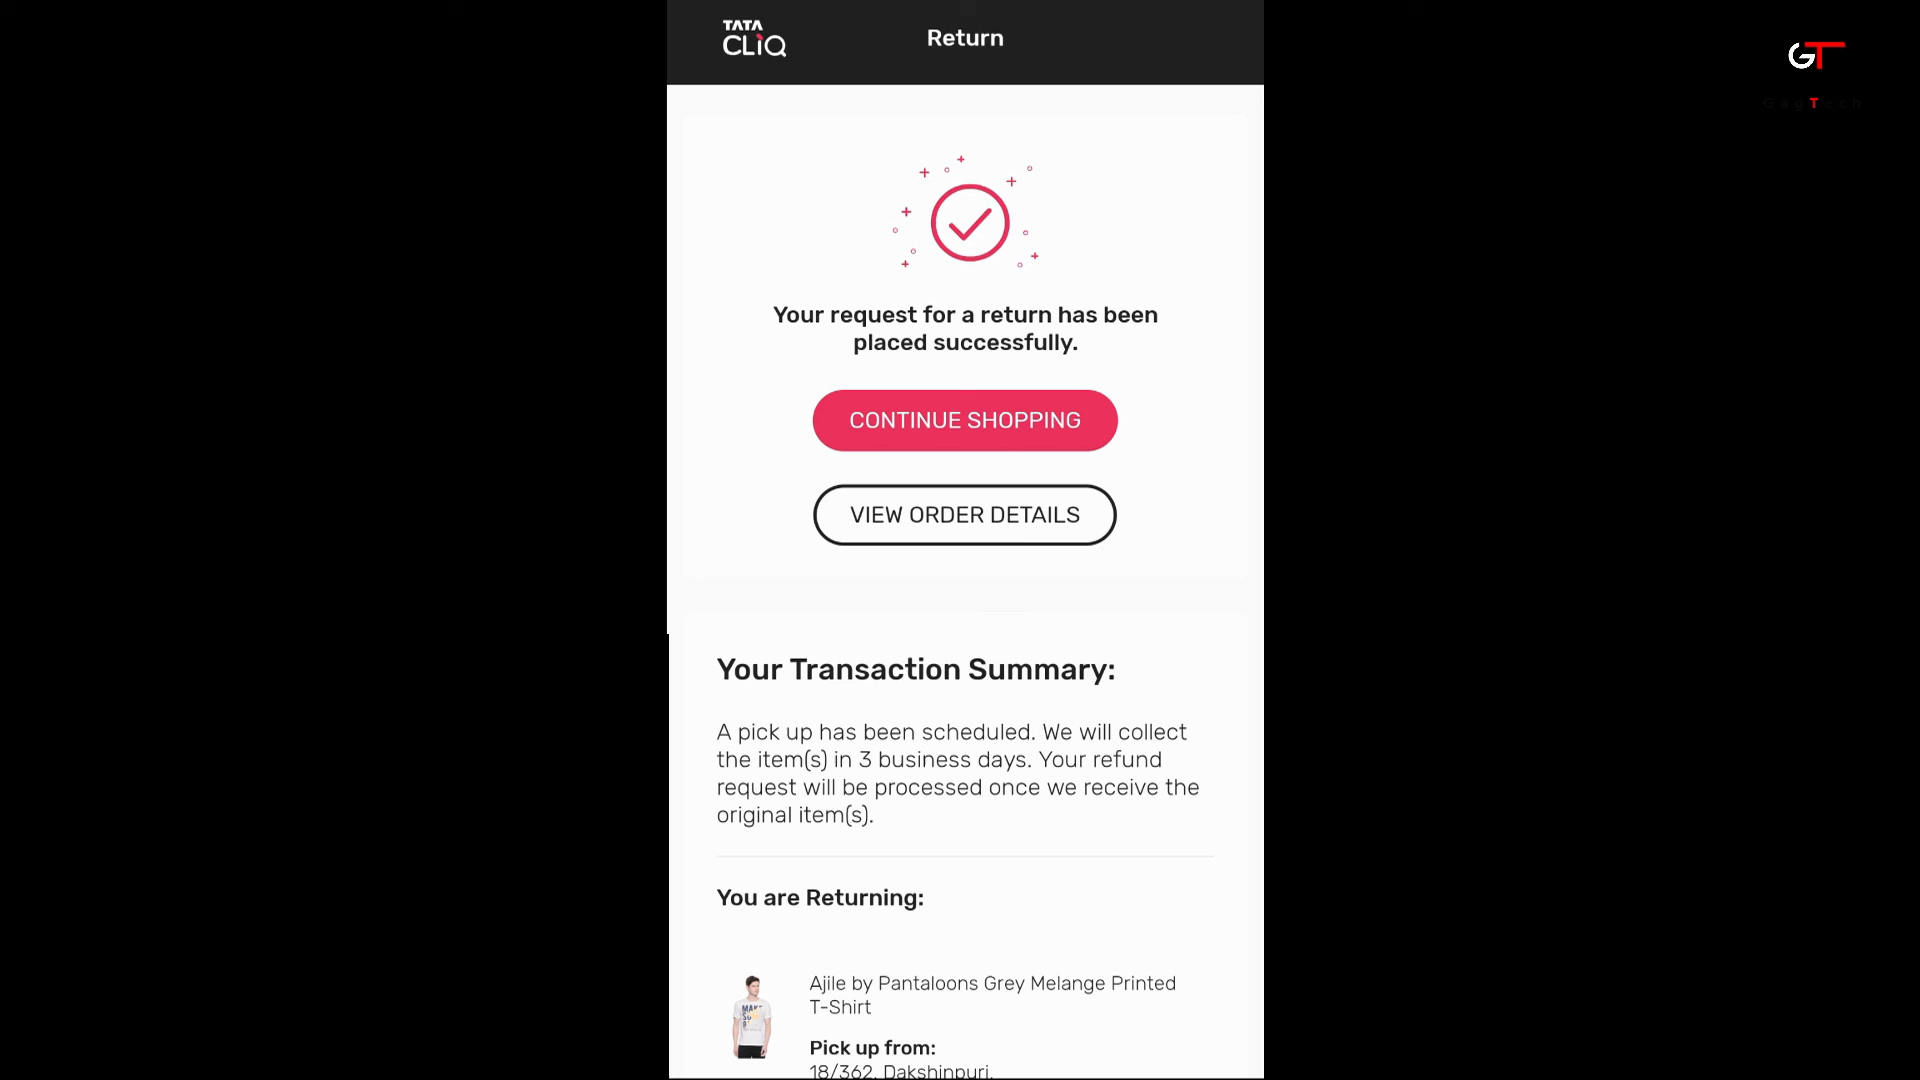 TATA
CLiQ
Return
GT
GagTech
Your request for a return has been
placed successfully.
CONTINUE SHOPPING
VIEW ORDER DETAILS
Your Transaction Summary:
A pick up has been scheduled. We will collect
the item(s) in 3 business days. Your refund
request will be processed once we receive the
original item(s).
You are Returning:
Ajile by Pantaloons Grey Melange Printed
T-Shirt
Pick up from:
18/362, Dakshinpuri,